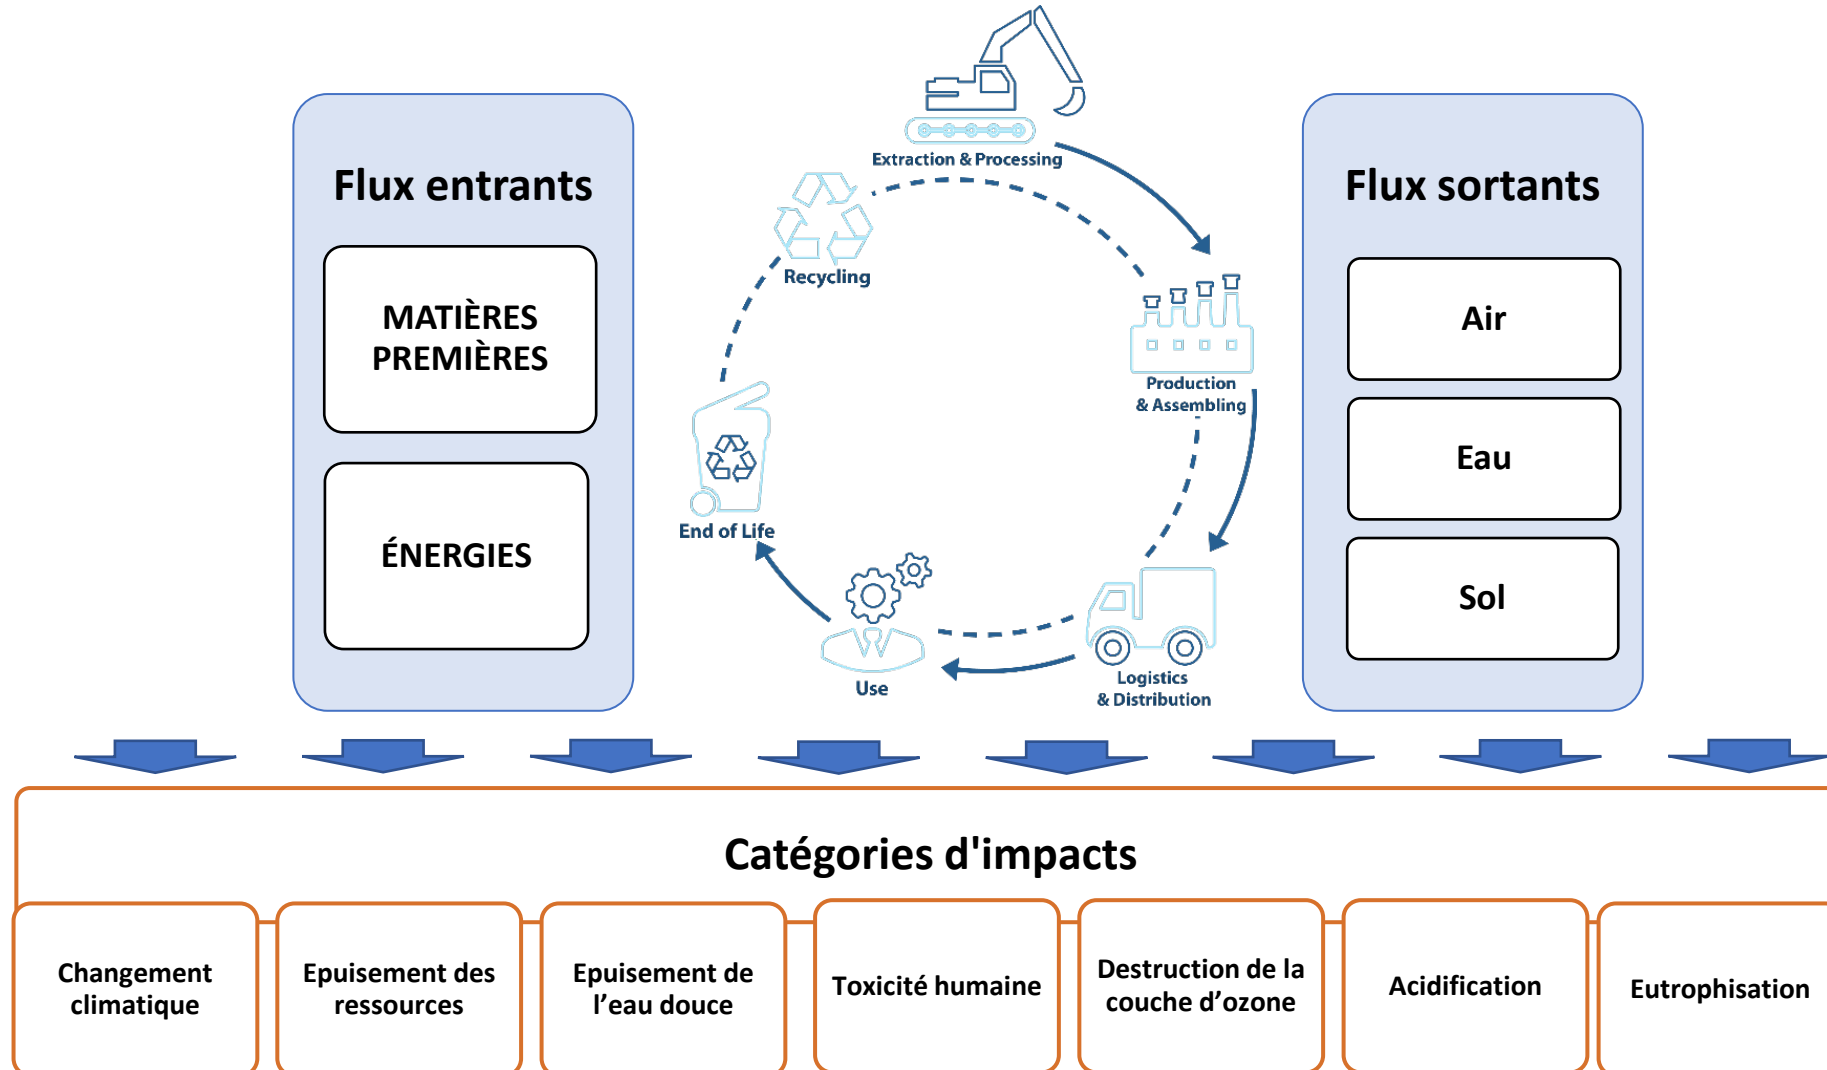 Flux entrants
MATIÈRES
PREMIÈRES
ÉNERGIES
Extraction & Processing
Recycling
Production
& Assembling
End of Life
Use
Logistics
& Distribution
Flux sortants
Air
Eau
Sol
Catégories d'impacts
Changement
climatique
Epuisement des
ressources
Epuisement de
l’eau douce
Toxicité humaine
Destruction de la
couche d’ozone
Acidification
Eutrophisation